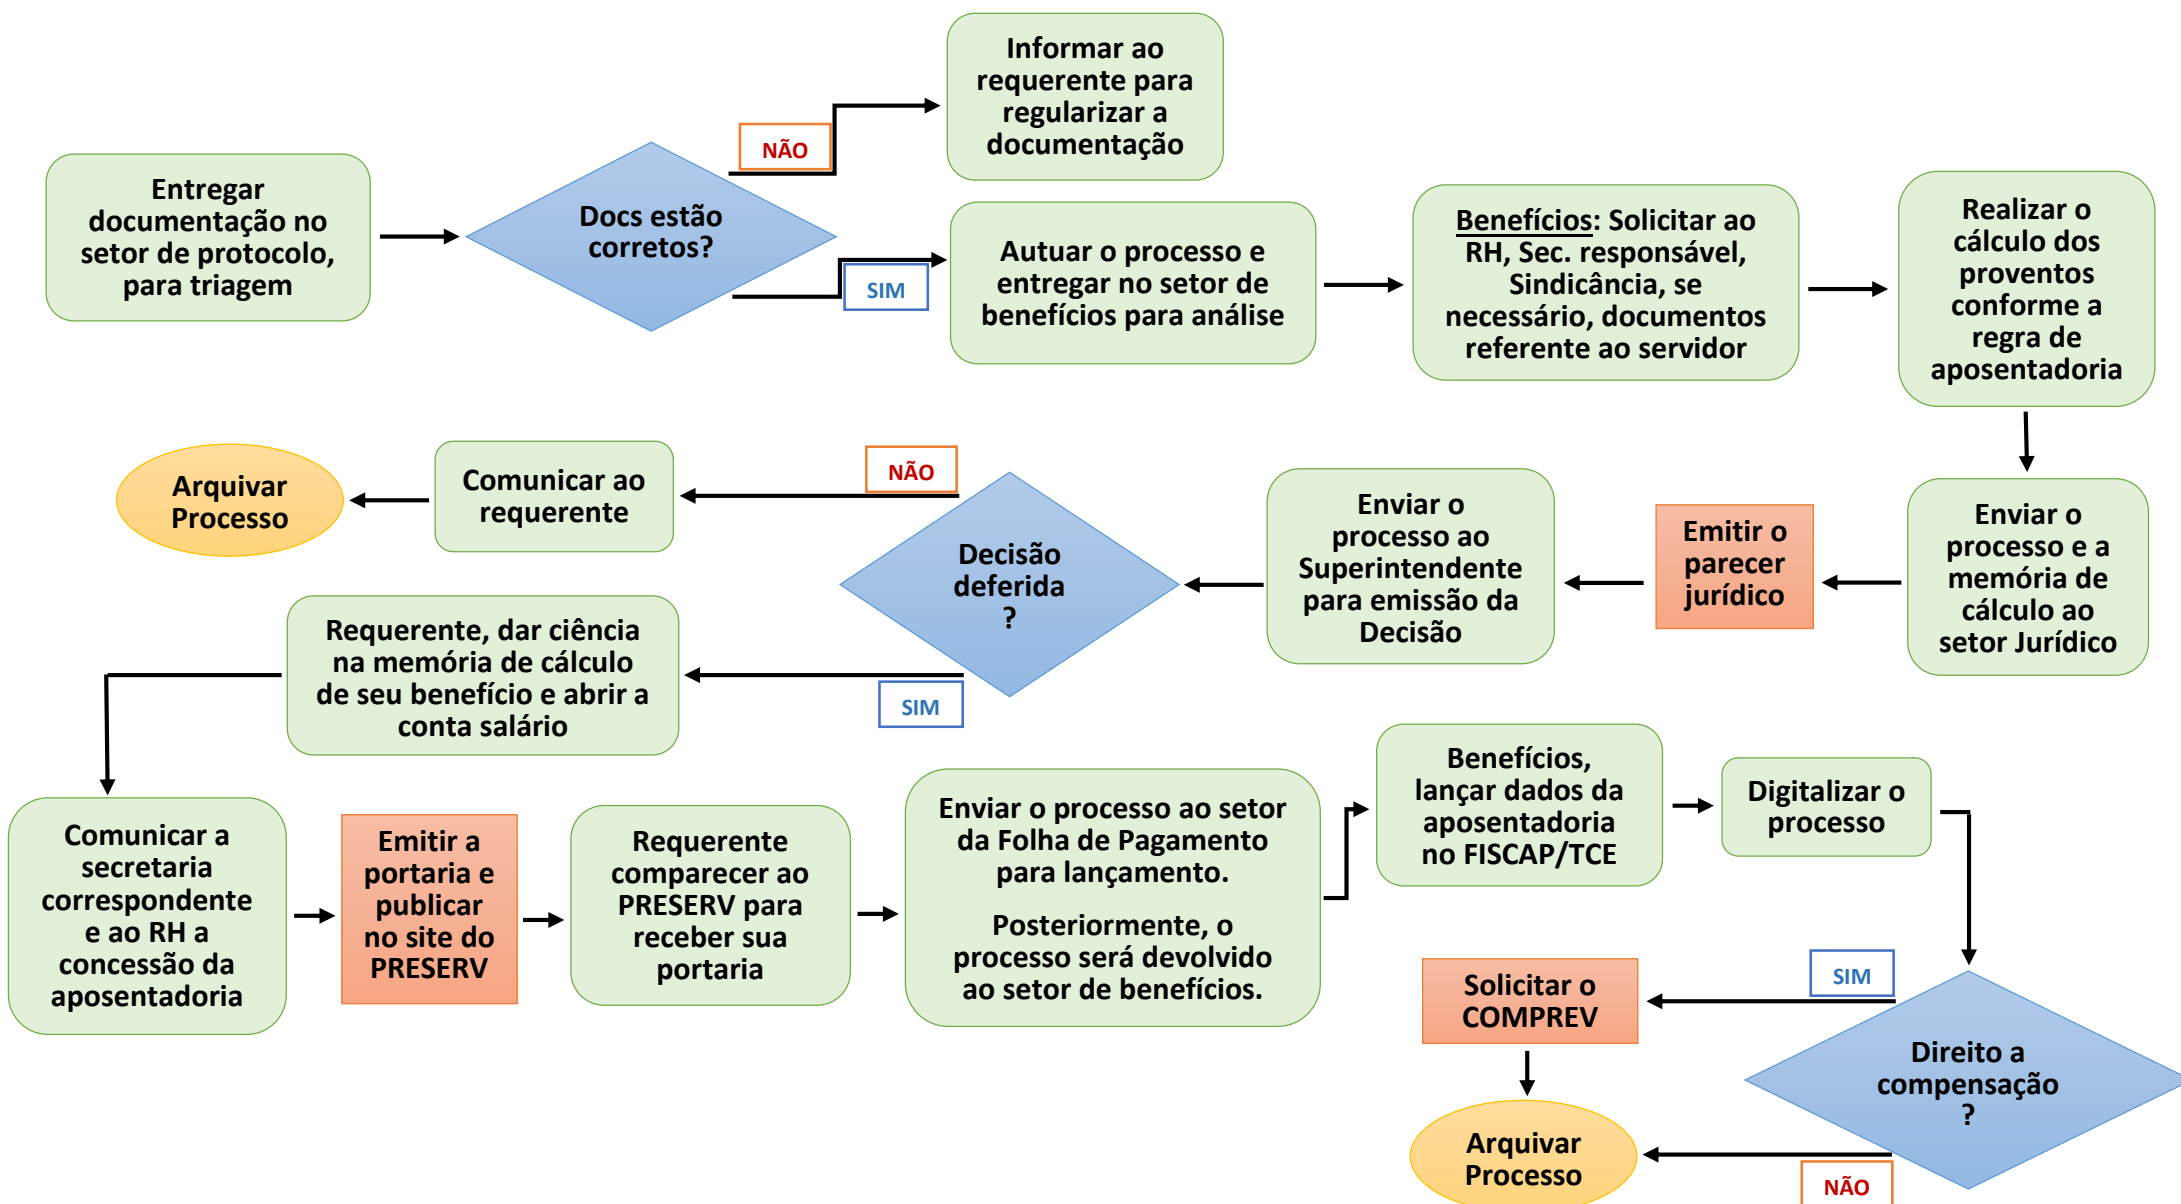 Entregar
documentação no
setor de protocolo,
para triagem
Docs estão
corretos?
NÃO
Informar ao
requerente para
regularizar a
documentação
SIM
Autuar o processo e
entregar no setor de
benefícios para análise
Benefícios: Solicitar ao
RH, Sec. responsável,
Sindicância, se
necessário, documentos
referente ao servidor
Realizar o
cálculo dos
proventos
conforme a
regra de
aposentadoria
Enviar o
processo e a
memória de
cálculo ao
setor Jurídico
Emitir o
parecer
jurídico
Enviar o
processo ao
Superintendente
para emissão da
Decisão
Decisão
deferida
?
NÃO
Comunicar ao
requerente
Arquivar
Processo
SIM
Requerente, dar ciência
na memória de cálculo
de seu benefício e abrir a
conta salário
Comunicar a
secretaria
correspondente
e ao RH a
concessão da
aposentadoria
Emitir a
portaria e
publicar
no site do
PRESERV
Requerente
comparecer ao
PRESERV para
receber sua
portaria
Enviar o processo ao setor
da Folha de Pagamento
para lançamento.
Posteriormente, o
processo será devolvido
ao setor de benefícios.
Benefícios,
lançar dados da
aposentadoria
no FISCAP/TCE
Digitalizar o
processo
Direito a
compensação
?
SIM
Solicitar o
COMPREV
NÃO
Arquivar
Processo